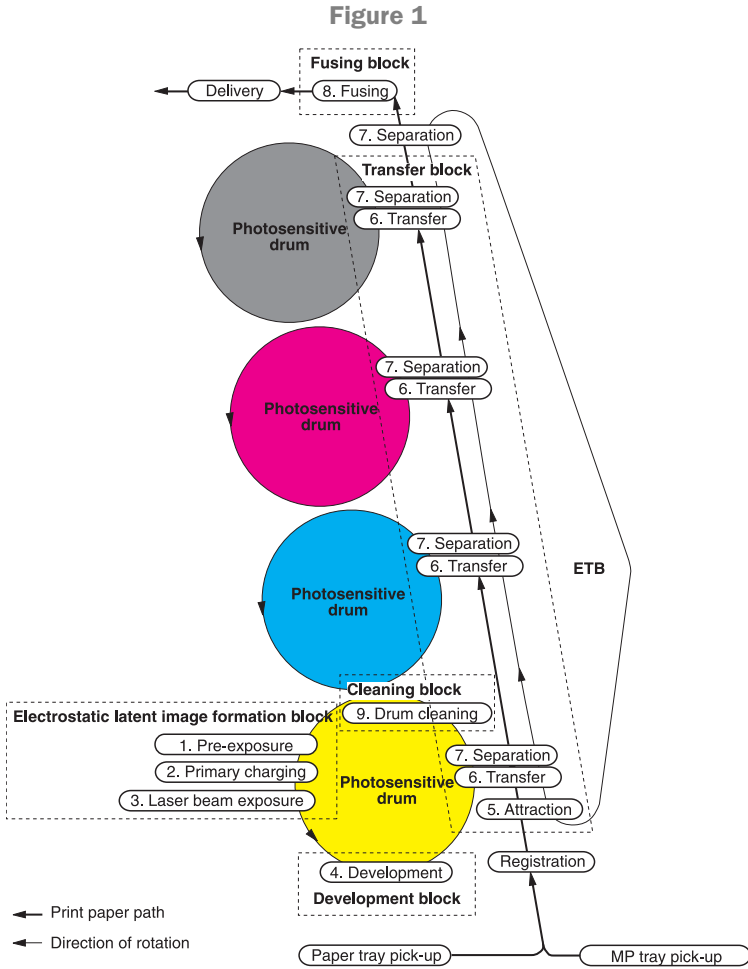 Figure 1
Fusing block
Delivery
8. Fusing
7. Separation
Transfer block
7. Separation
6. Transfer
Photosensitive
drum
7. Separation
6. Transfer
Photosensitive
drum
7. Separation
6. Transfer
ETB
Photosensitive
drum
Cleaning block
9. Drum cleaning
Electrostatic latent image formation block
1. Pre-exposure
2. Primary charging
3. Laser beam exposure
Photosensitive
drum
7. Separation
6. Transfer
5. Attraction
Registration
4. Development
Development block
Print paper path
Direction of rotation
Paper tray pick-up
MP tray pick-up